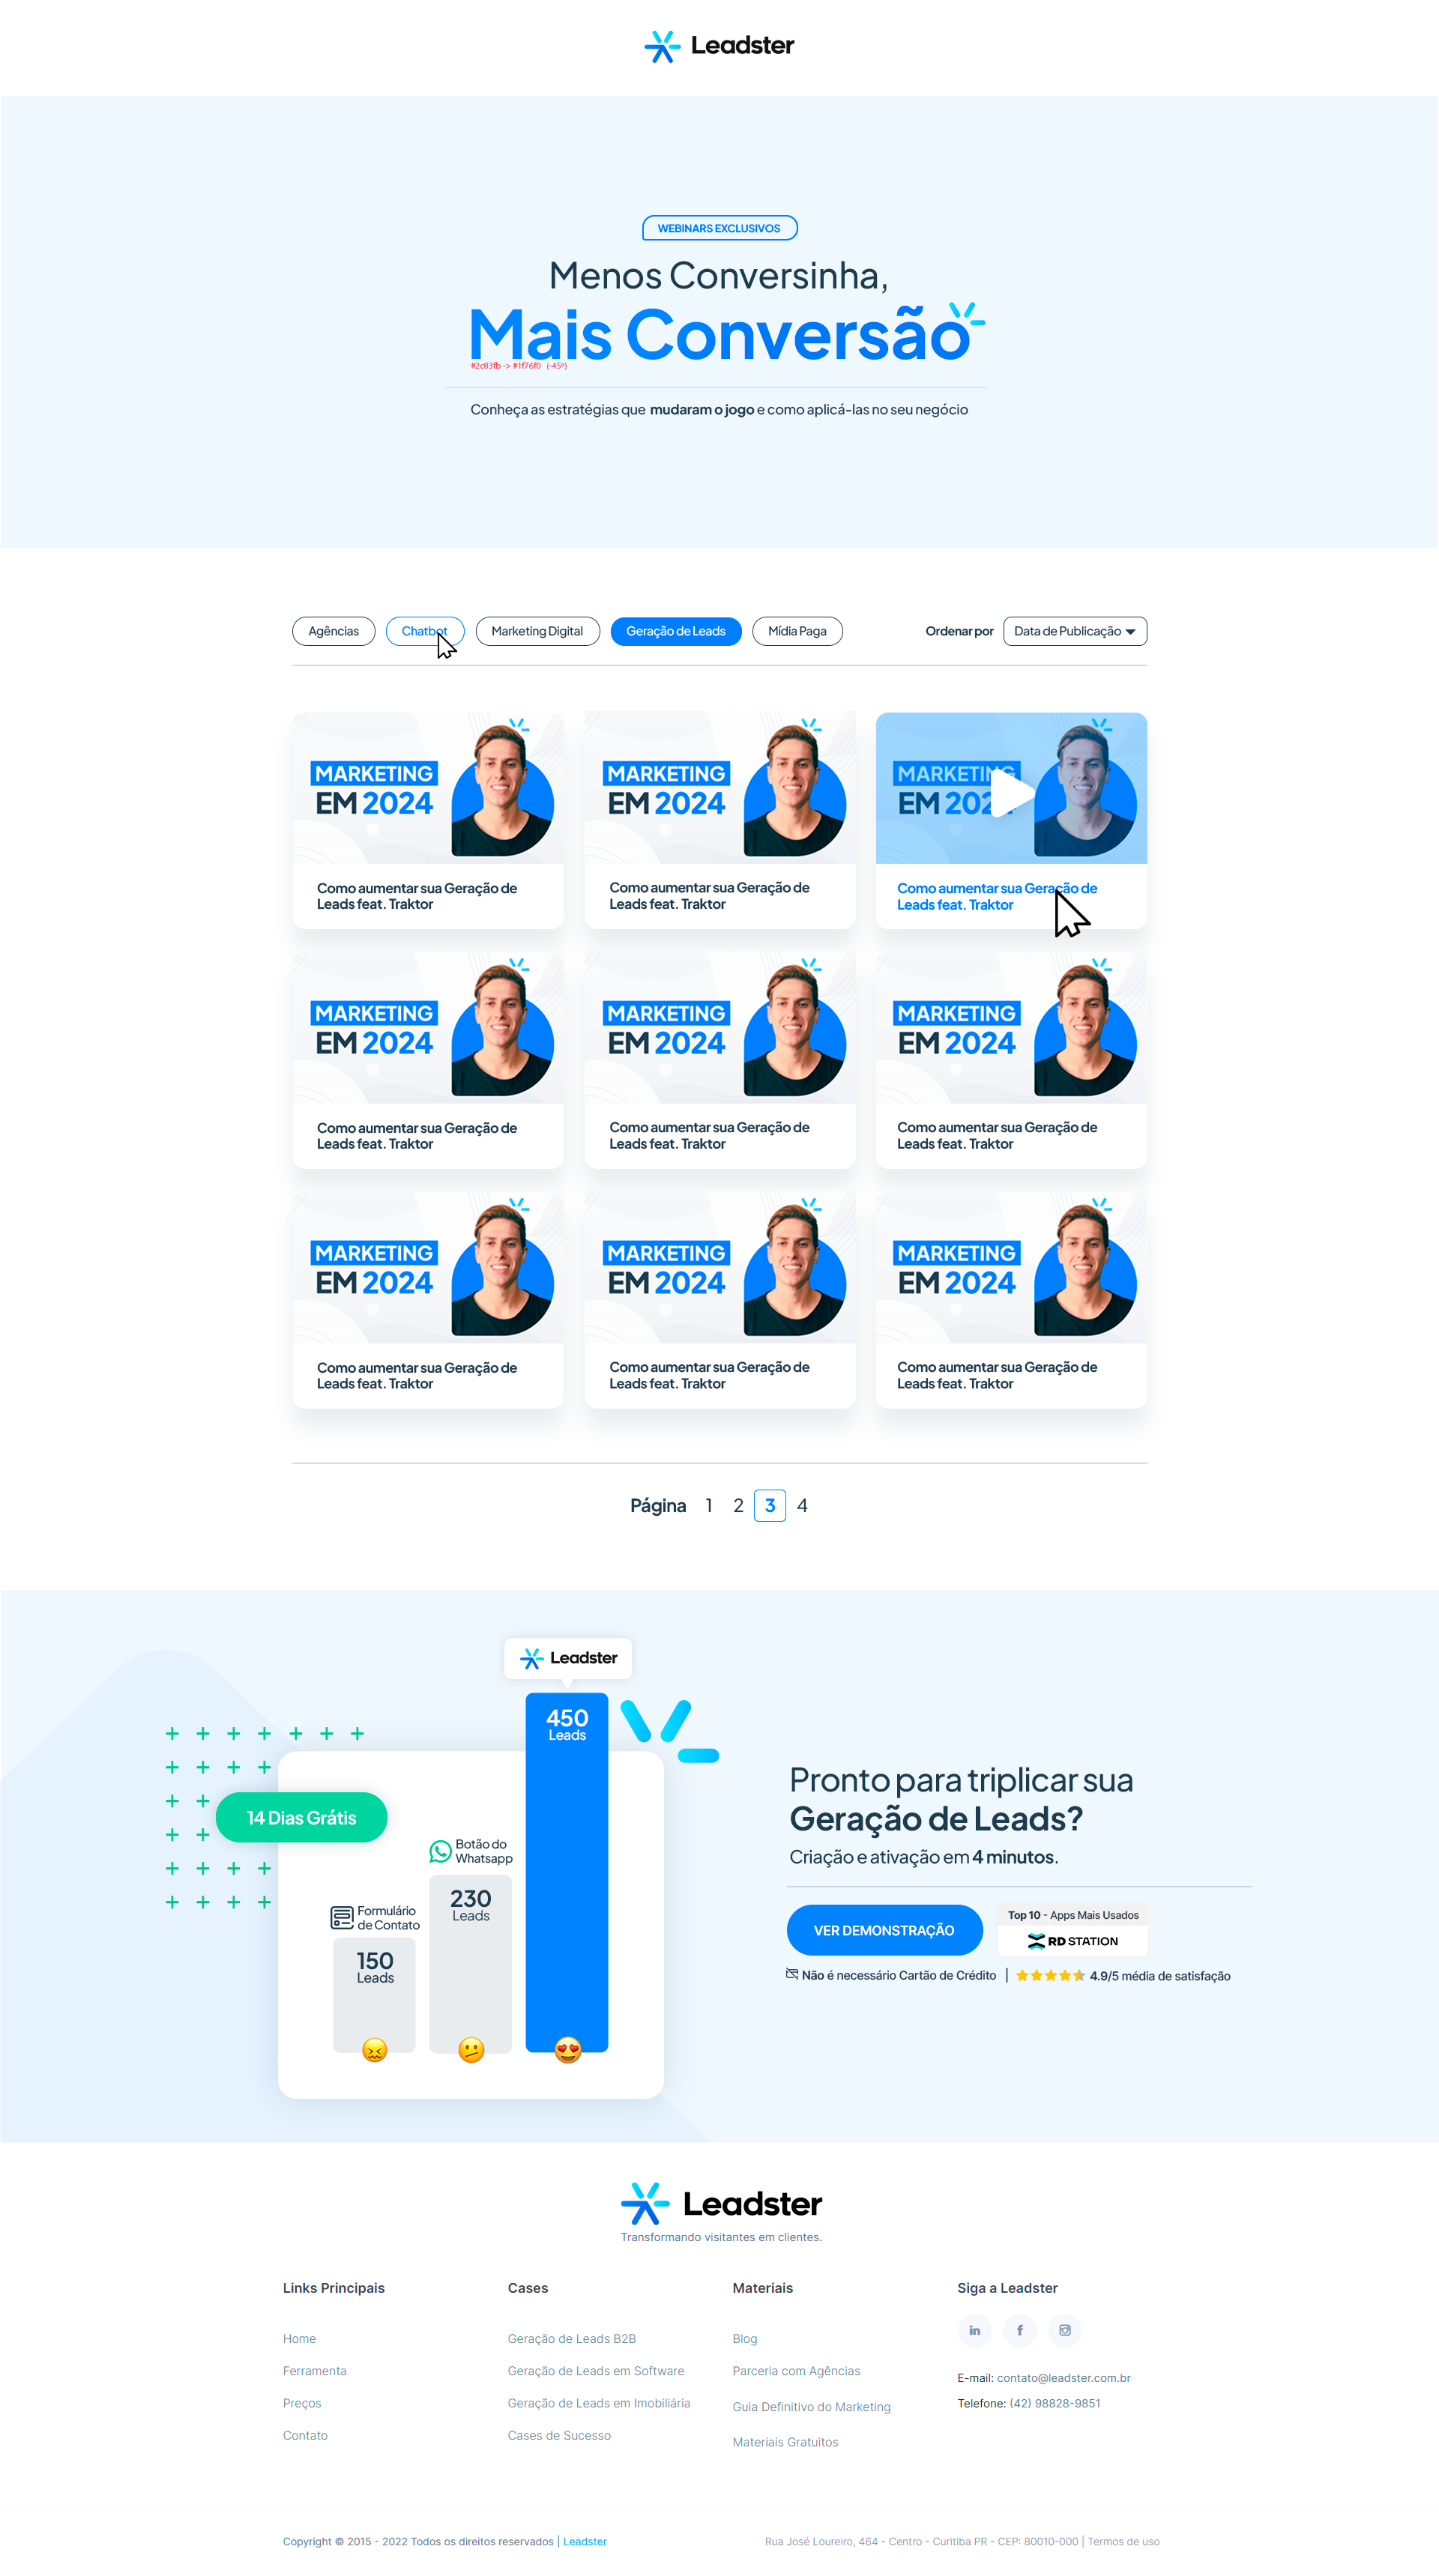 Leadster
WEBINARS EXCLUSIVOS
Menos Conversinha,
Mais Conversão
#2c83fb -> #1f76f0 (-45º)
Conheça as estratégias que mudaram o jogo e como aplicá-las no seu negócio
Agências
Chatbot
Marketing Digital
Geração de Leads
Mídia Paga
Ordenar por
Data de Publicação
MARKETING
EM 2024
Como aumentar sua Geração de
Leads feat. Traktor
MARKETING
EM 2024
Como aumentar sua Geração de
Leads feat. Traktor
MARKETING
EM 2024
Como aumentar sua Geração de
Leads feat. Traktor
MARKETING
EM 2024
Como aumentar sua Geração de
Leads feat. Traktor
MARKETING
EM 2024
Como aumentar sua Geração de
Leads feat. Traktor
MARKETING
EM 2024
Como aumentar sua Geração de
Leads feat. Traktor
MARKETING
EM 2024
Como aumentar sua Geração de
Leads feat. Traktor
MARKETING
EM 2024
Como aumentar sua Geração de
Leads feat. Traktor
MARKETING
EM 2024
Como aumentar sua Geração de
Leads feat. Traktor
Página 1 2 3 4
Leadster
450
Leads
14 Dias Grátis
Botão do
Whatsapp
230
Leads
Formulário
de Contato
150
Leads
Pronto para triplicar sua
Geração de Leads?
Criação e ativação em 4 minutos.
VER DEMONSTRAÇÃO
Top 10 - Apps Mais Usados
RD STATION
Não é necessário Cartão de Crédito | 4.9/5 média de satisfação
Leadster
Transformando visitantes em clientes.
Links Principais
Home
Ferramenta
Preços
Contato
Cases
Geração de Leads B2B
Geração de Leads em Software
Geração de Leads em Imobiliária
Cases de Sucesso
Materiais
Blog
Parceria com Agências
Guia Definitivo do Marketing
Materiais Gratuitos
Siga a Leadster
in f
E-mail: contato@leadster.com.br
Telefone: (42) 98828-9851
Copyright © 2015 - 2022 Todos os direitos reservados | Leadster
Rua José Loureiro, 464 - Centro - Curitiba PR - CEP: 80010-000 | Termos de uso